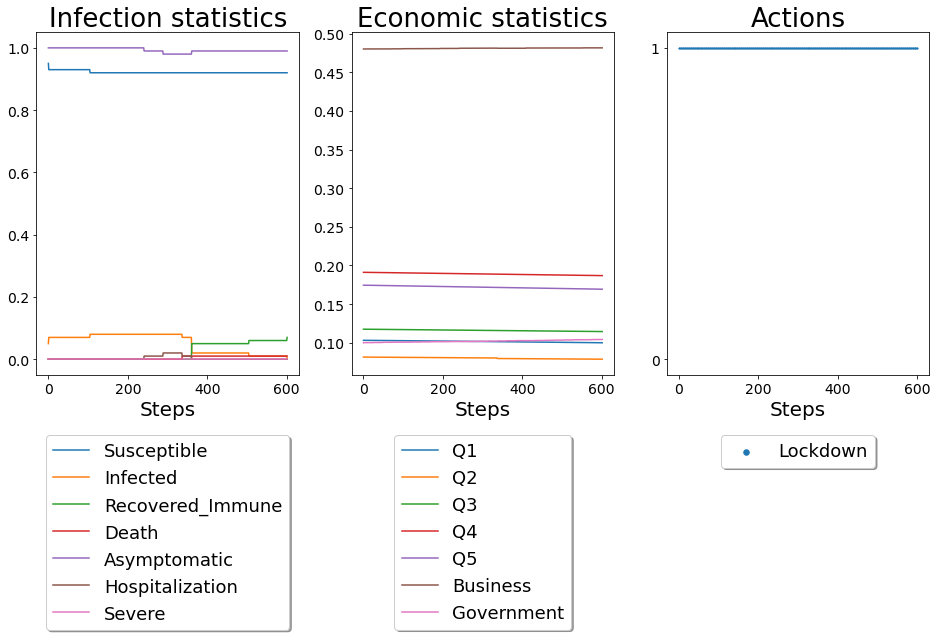 Infection statistics
1.0
0.8
0.6
0.4
0.2
0.0
0
200
400
600
Steps
Susceptible
Infected
Recovered_Immune
Death
Asymptomatic
Hospitalization
Severe
Economic statistics
0.50
0.45
0.40
0.35
0.30
0.25
0.20
0.15
0.10
0
200
400
600
Steps
Q1
Q2
Q3
Q4
Q5
Business
Government
Actions
1
0
0
200
400
600
Steps
Lockdown